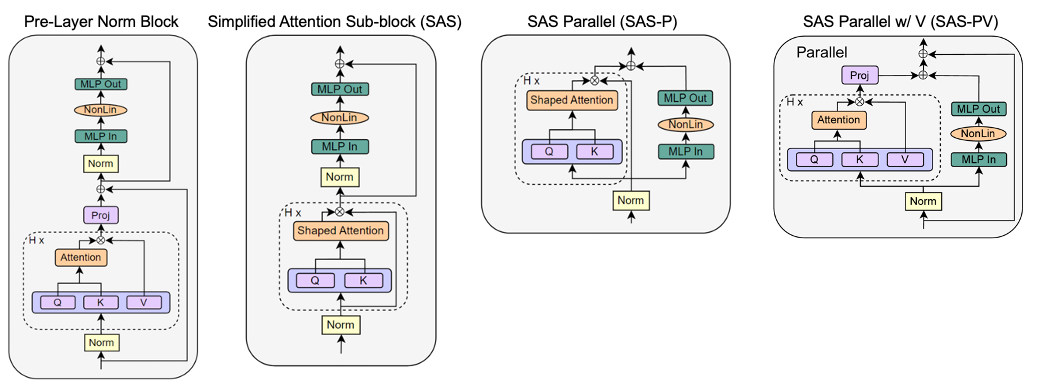 Pre-Layer Norm Block
MLP Out
NonLin
MLP In
Norm
Proj
H x
Attention
Q K V
Norm
Simplified Attention Sub-block (SAS)
MLP Out
NonLin
MLP In
Norm
H x
Shaped Attention
Q K
Norm
SAS Parallel (SAS-P)
H x
Shaped Attention
MLP Out
NonLin
Q K
MLP In
Norm
SAS Parallel w/ V (SAS-PV)
Parallel
Proj
H x
MLP Out
Attention
NonLin
Q K V
MLP In
Norm